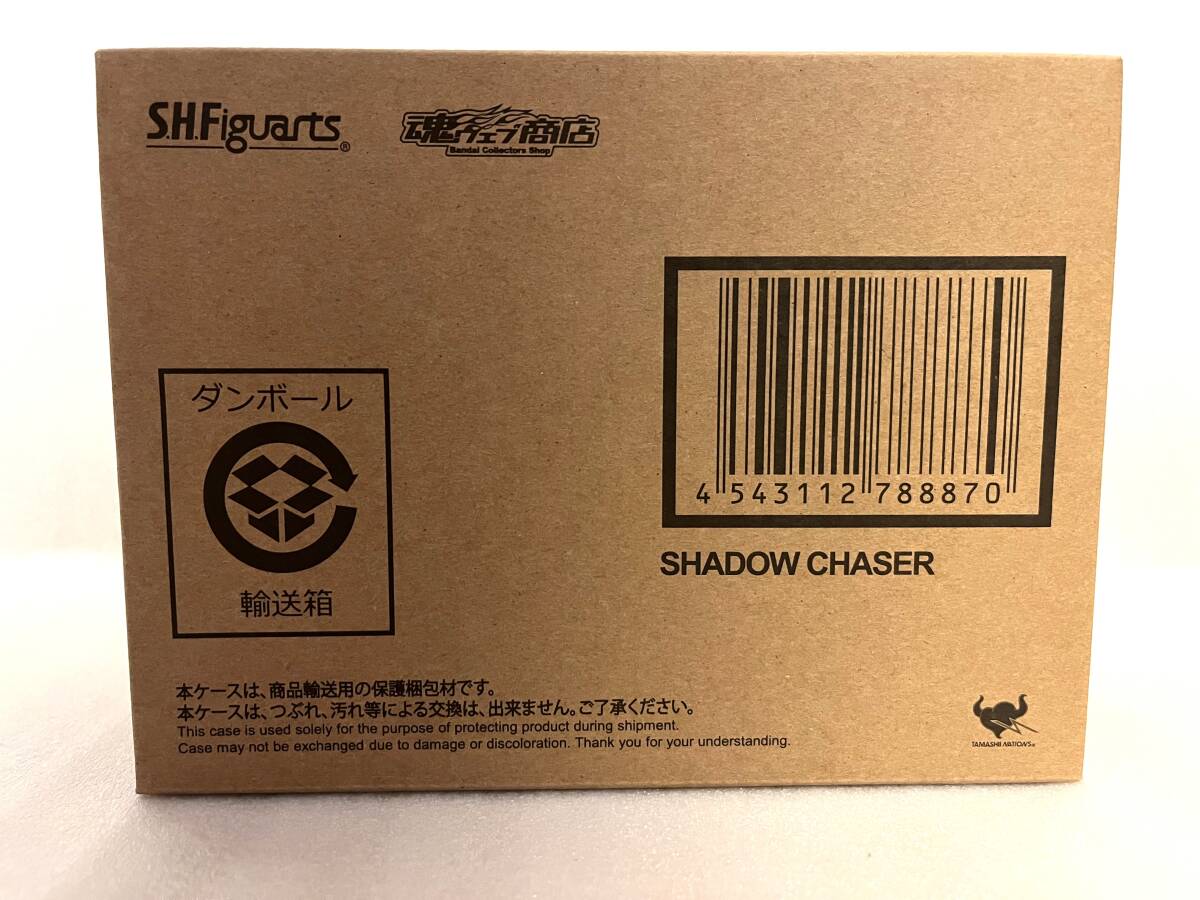 S.H.Figuarts®
魂ウェブ商店
Bandai Collectors Shop
4 543112 788870
SHADOW CHASER
ダンボール
輸送箱
本ケースは、商品輸送用の保護梱包材です。
本ケースは、つぶれ、汚れ等による交換は、出来ません。ご了承ください。
This case is used solely for the purpose of protecting product during shipment.
Case may not be exchanged due to damage or discoloration. Thank you for your understanding.
TAMASHII NATIONS